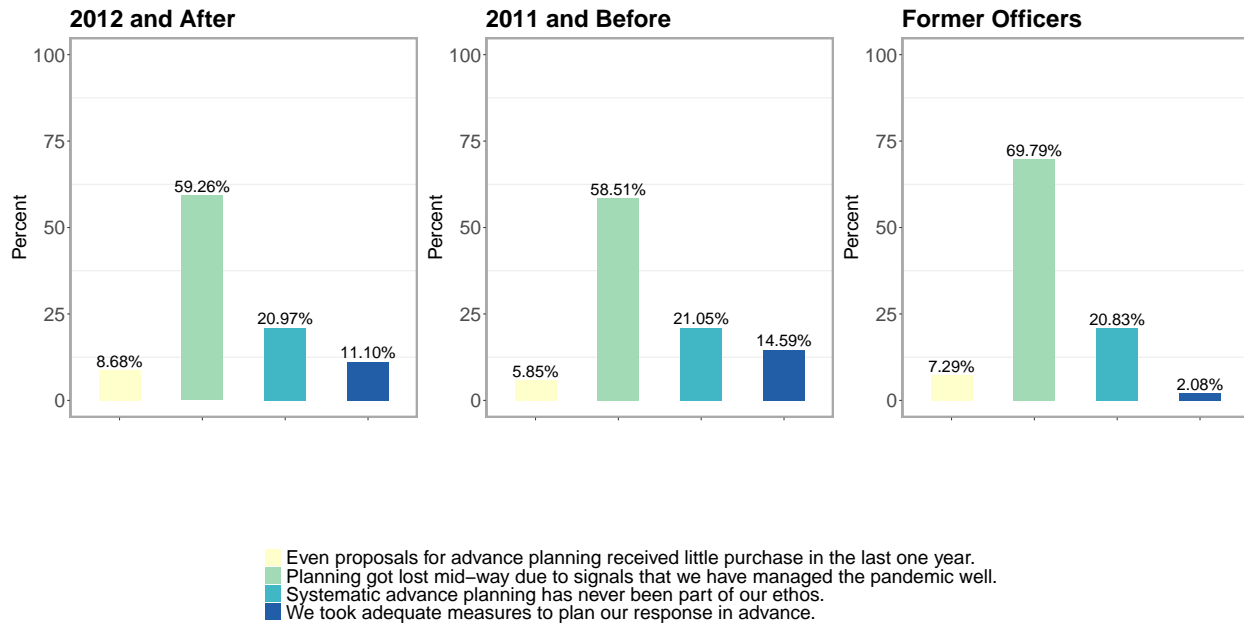 2012 and After
2011 and Before
Former Officers
Percent
100
75
50
25
0
8.68%
59.26%
20.97%
11.10%
Percent
100
75
50
25
0
5.85%
58.51%
21.05%
14.59%
Percent
100
75
50
25
0
7.29%
69.79%
20.83%
2.08%
Even proposals for advance planning received little purchase in the last one year.
Planning got lost mid−way due to signals that we have managed the pandemic well.
Systematic advance planning has never been part of our ethos.
We took adequate measures to plan our response in advance.